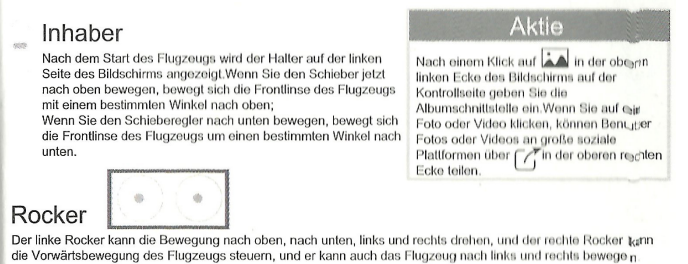 Inhaber
Nach dem Start des Flugzeugs wird der Halter auf der linken
Seite des Bildschirms angezeigt.Wenn Sie den Schieber jetzt
nach oben bewegen, bewegt sich die Frontlinse des Flugzeugs
mit einem bestimmten Winkel nach oben;
Wenn Sie den Schieberegler nach unten bewegen, bewegt sich
die Frontlinse des Flugzeugs um einen bestimmten Winkel nach
unten.
Aktie
Nach einem Klick auf in der oberen
linken Ecke des Bildschirms auf der
Kontrollseite geben Sie die
Albumschnittstelle ein.Wenn Sie auf ein
Foto oder Video klicken, können Benutzer
Fotos oder Videos an große soziale
Plattformen über in der oberen rechten
Ecke teilen.
Rocker
Der linke Rocker kann die Bewegung nach oben, nach unten, links und rechts drehen, und der rechte Rocker kann
die Vorwärtsbewegung des Flugzeugs steuern, und er kann auch das Flugzeug nach links und rechts bewegen